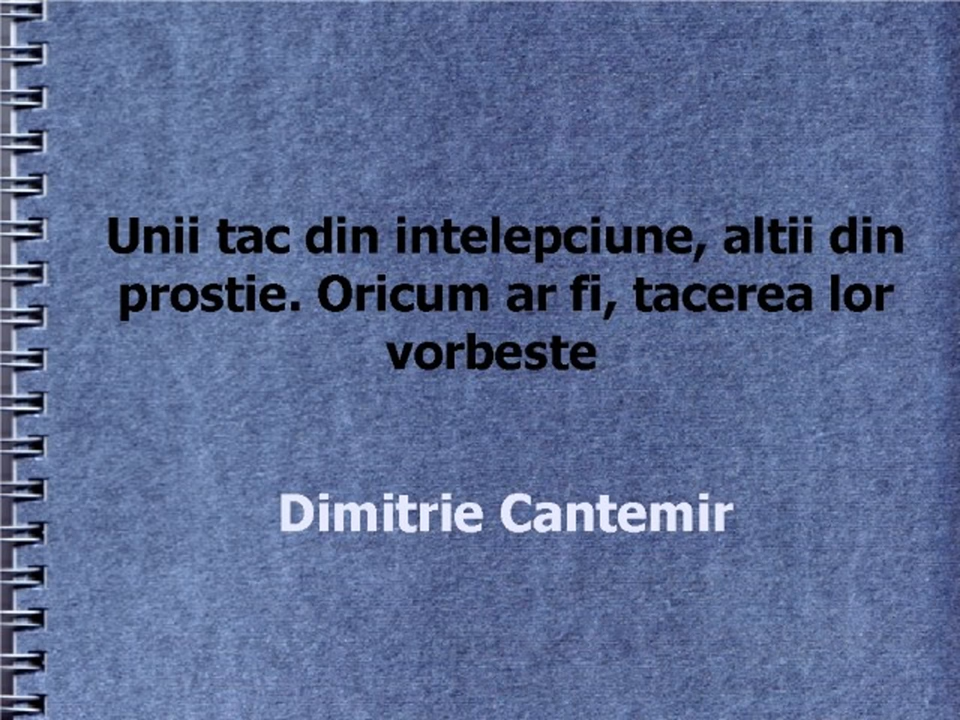 Unii tac din intelepciune, altii din
prostie. Oricum ar fi, tacerea lor
vorbeste
Dimitrie Cantemir